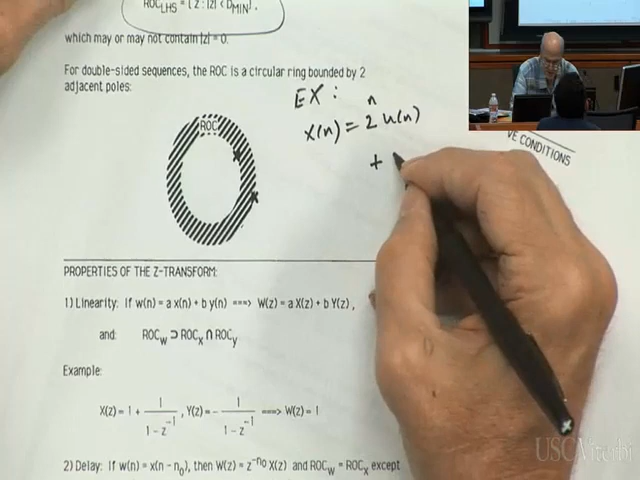 ROC_LHS = {z : |z| < D_MIN}.
which may or may not contain |z| = 0.
For double-sided sequences, the ROC is a circular ring bounded by 2
adjacent poles:
ROC
EX :
x(n) = 2^n u(n)
+
VE CONDITIONS
PROPERTIES OF THE Z-TRANSFORM:
1) Linearity: If w(n) = a x(n) + b y(n) ===> W(z) = a X(z) + b Y(z) ,
and: ROC_W ⊃ ROC_X ∩ ROC_Y
Example:
X(z) = 1 + 1 / (1 - z^-1) , Y(z) = - 1 / (1 - z^-1) ===> W(z) = 1
2) Delay: If w(n) = x(n - n_0), then W(z) = z^-n_0 X(z) and ROC_W = ROC_X except
USC Viterbi